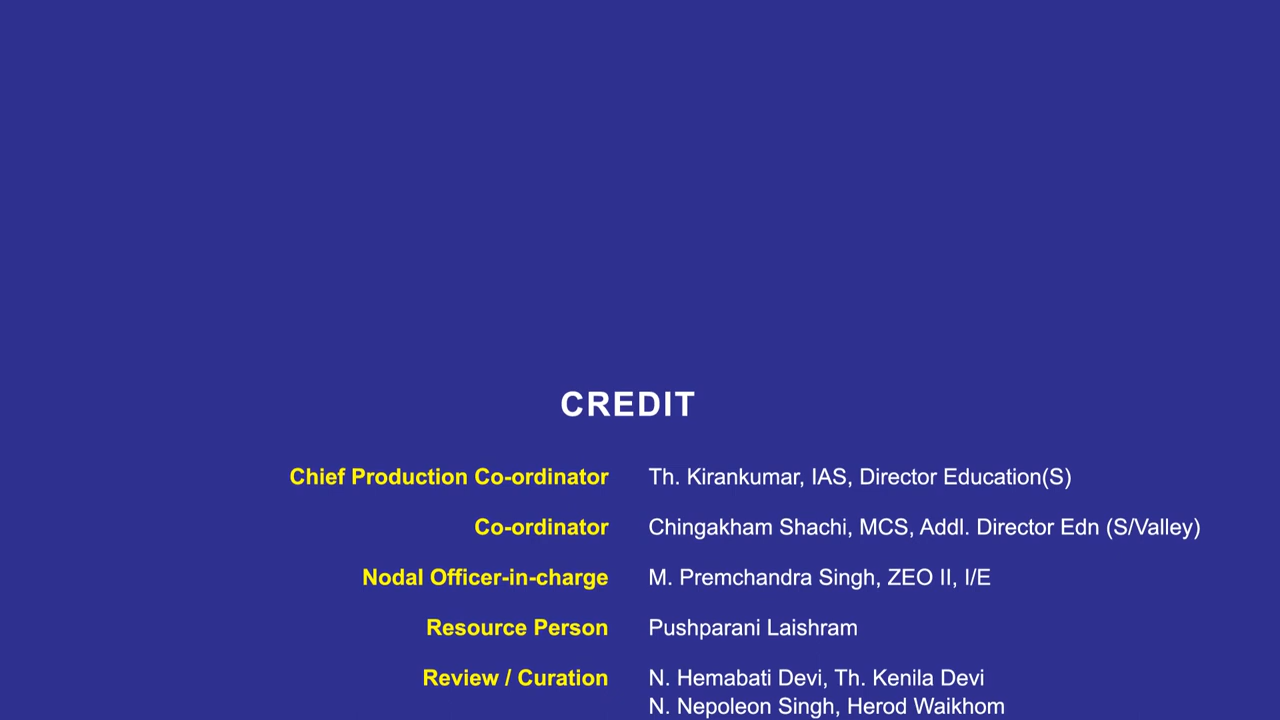 CREDIT
Chief Production Co-ordinator Th. Kirankumar, IAS, Director Education(S)
Co-ordinator Chingakham Shachi, MCS, Addl. Director Edn (S/Valley)
Nodal Officer-in-charge M. Premchandra Singh, ZEO II, I/E
Resource Person Pushparani Laishram
Review / Curation N. Hemabati Devi, Th. Kenila Devi
N. Nepoleon Singh, Herod Waikhom